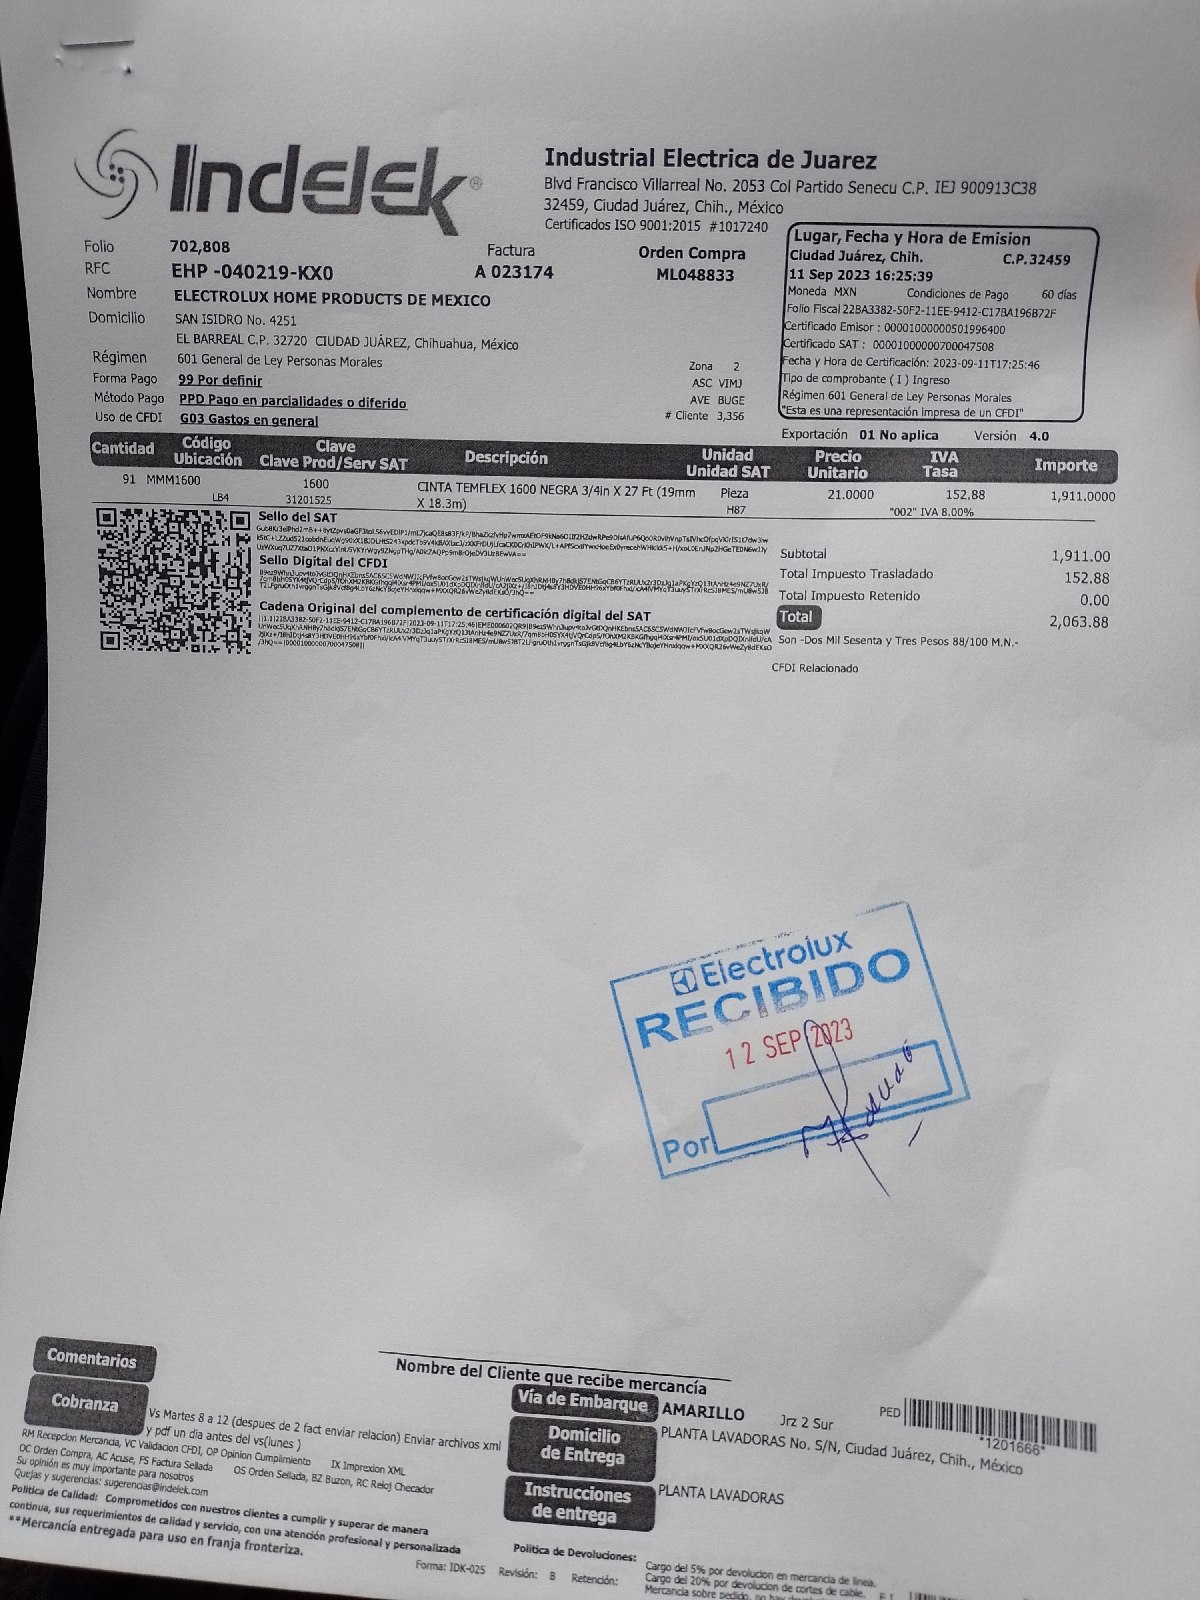 Indelek®
Industrial Electrica de Juarez
Blvd Francisco Villarreal No. 2053 Col Partido Senecu C.P. IEJ 900913C38
32459, Ciudad Juárez, Chih., México
Certificados ISO 9001:2015 #1017240
Folio 702,808
Factura
Orden Compra
RFC EHP -040219-KX0
A 023174
ML048833
Nombre ELECTROLUX HOME PRODUCTS DE MEXICO
Domicilio SAN ISIDRO No. 4251
EL BARREAL C.P. 32720 CIUDAD JUÁREZ, Chihuahua, México
Régimen 601 General de Ley Personas Morales
Forma Pago 99 Por definir
Método Pago PPD Pago en parcialidades o diferido
Uso de CFDI G03 Gastos en general
Zona 2
ASC VIMJ
AVE BUGE
# Cliente 3,356
Lugar, Fecha y Hora de Emision
Ciudad Juárez, Chih. C.P.32459
11 Sep 2023 16:25:39
Moneda MXN Condiciones de Pago 60 días
Folio Fiscal 22BA3382-50F2-11EE-9412-C17BA196B72F
Certificado Emisor : 00001000000501996400
Certificado SAT : 00001000000700047508
Fecha y Hora de Certificación: 2023-09-11T17:25:46
Tipo de comprobante ( I ) Ingreso
Régimen 601 General de Ley Personas Morales
"Esta es una representación impresa de un CFDI"
Exportación 01 No aplica Versión 4.0
Cantidad Código Ubicación Clave Clave Prod/Serv SAT Descripción Unidad Unidad SAT Precio Unitario IVA Tasa Importe
91 MMM1600 1600 CINTA TEMFLEX 1600 NEGRA 3/4in X 27 Ft (19mm Pieza 21.0000 152.88 1,911.0000
LB4 31201525 X 18.3m) H87 "002" IVA 8.00%
Sello del SAT
Sello Digital del CFDI
Cadena Original del complemento de certificación digital del SAT
Subtotal 1,911.00
Total Impuesto Trasladado 152.88
Total Impuesto Retenido 0.00
Total 2,063.88
Son -Dos Mil Sesenta y Tres Pesos 88/100 M.N.-
CFDI Relacionado
Electrolux
RECIBIDO
12 SEP 2023
Por
Nombre del Cliente que recibe mercancía
Comentarios
Cobranza
Vs Martes 8 a 12 (despues de 2 fact enviar relacion) Enviar archivos xml
y pdf un dia antes del vs(lunes )
RM Recepcion Mercancia, VC Validacion CFDI, OP Opinion Cumplimiento IX Imprexion XML
OC Orden Compra, AC Acuse, FS Factura Sellada OS Orden Sellada, BZ Buzon, RC Reloj Checador
Su opinión es muy importante para nosotros
Quejas y sugerencias: sugerencias@indelek.com
Politica de Calidad: Comprometidos con nuestros clientes a cumplir y superar de manera
continua, sus requerimientos de calidad y servicio, con una atención profesional y personalizada
**Mercancía entregada para uso en franja fronteriza.
Vía de Embarque AMARILLO Jrz 2 Sur PED
*1201666*
Domicilio de Entrega PLANTA LAVADORAS No. S/N, Ciudad Juárez, Chih., México
Instrucciones de entrega PLANTA LAVADORAS
Forma: IDK-025 Revisión: B Retención:
Politica de Devoluciones: Cargo del 5% por devolucion en mercancia de linea.
Cargo del 20% por devolucion de cortes de cable.
Mercancia sobre pedido, no hay